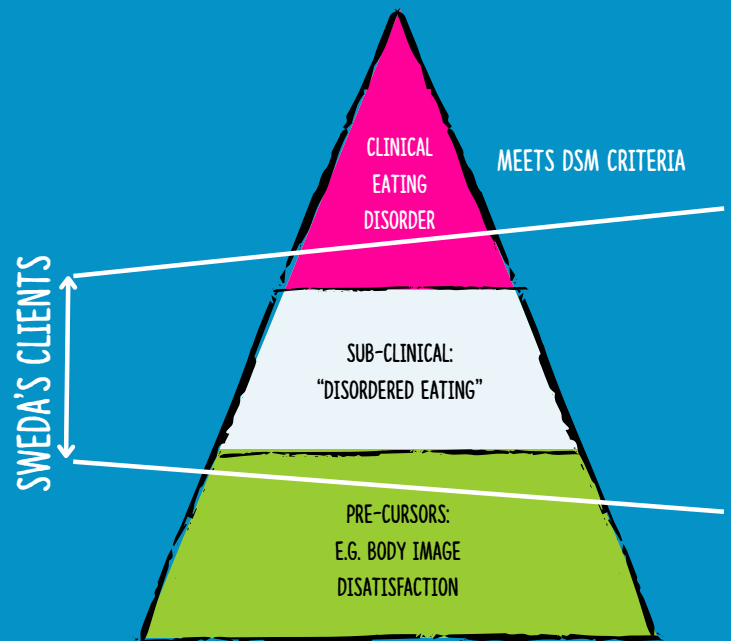 CLINICAL
EATING
DISORDER
MEETS DSM CRITERIA
SWEDA'S CLIENTS
SUB-CLINICAL:
"DISORDERED EATING"
PRE-CURSORS:
E.G. BODY IMAGE
DISATISFACTION